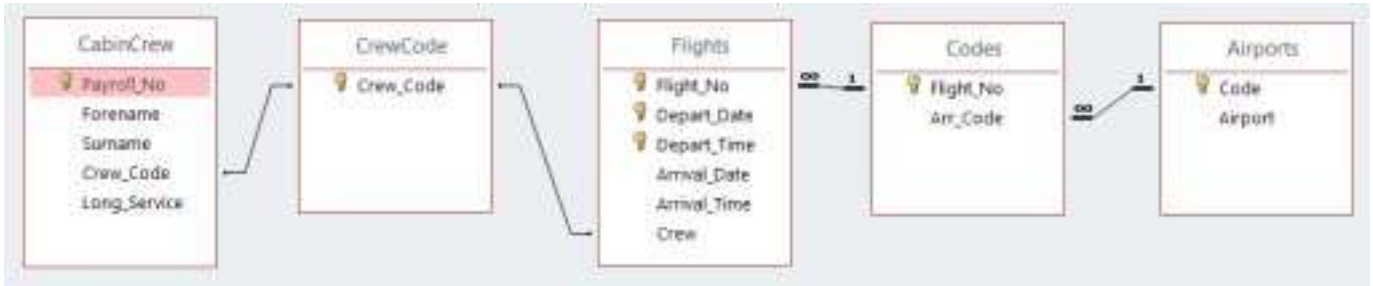 CabinCrew
Payroll_No
Forename
Surname
Crew_Code
Long_Service
CrewCode
Crew_Code
Flights
Flight_No
Depart_Date
Depart_Time
Arrival_Date
Arrival_Time
Crew
∞ 1
Codes
Flight_No
Arr_Code
∞ 1
Airports
Code
Airport